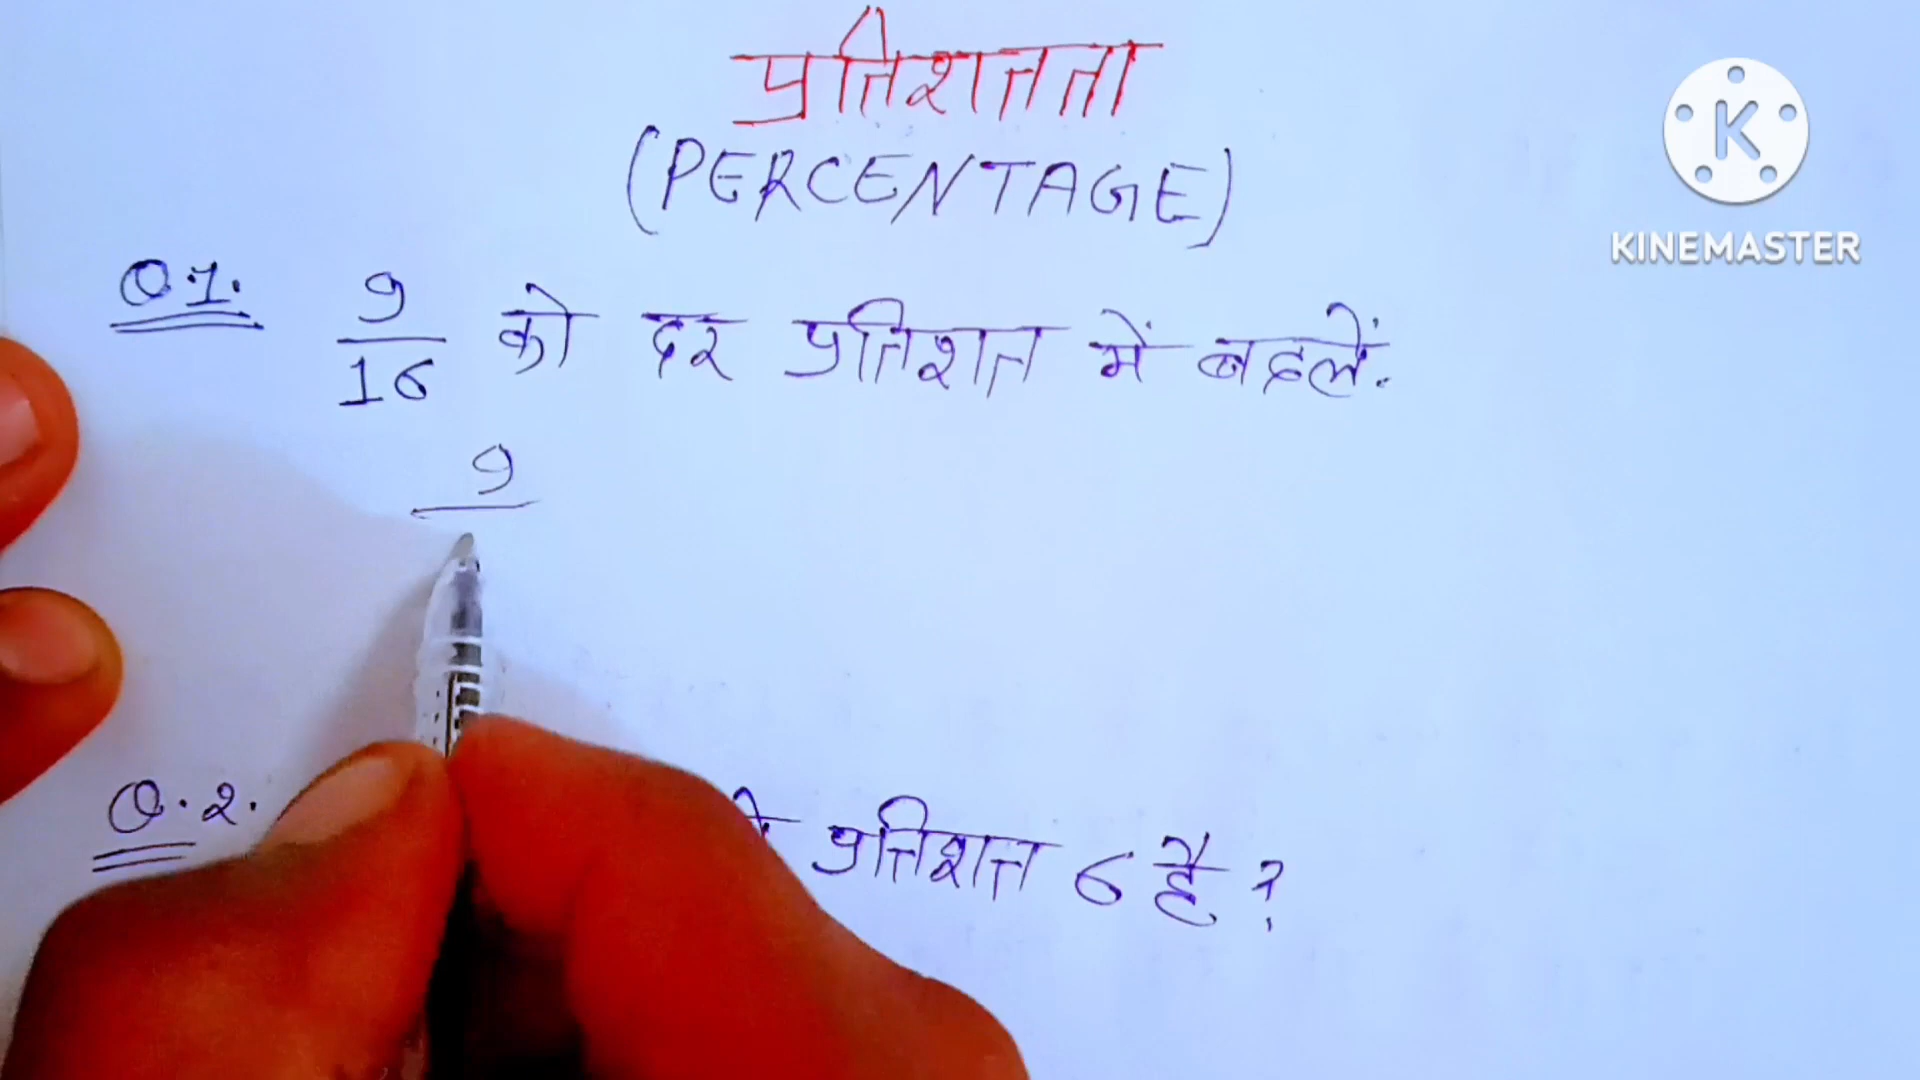 प्रतिशतता
(PERCENTAGE)
KINEMASTER
Q.1. 9/16 को दर प्रतिशत में बदलें.
9
Q.2. प्रतिशत 6 है ?